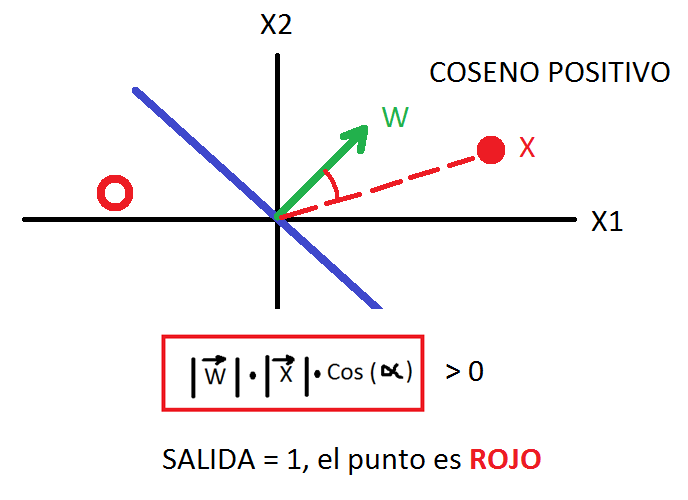 X2
COSENO POSITIVO
W
X
X1
|W⃗|•|X⃗|•Cos(α) > 0
SALIDA = 1, el punto es ROJO